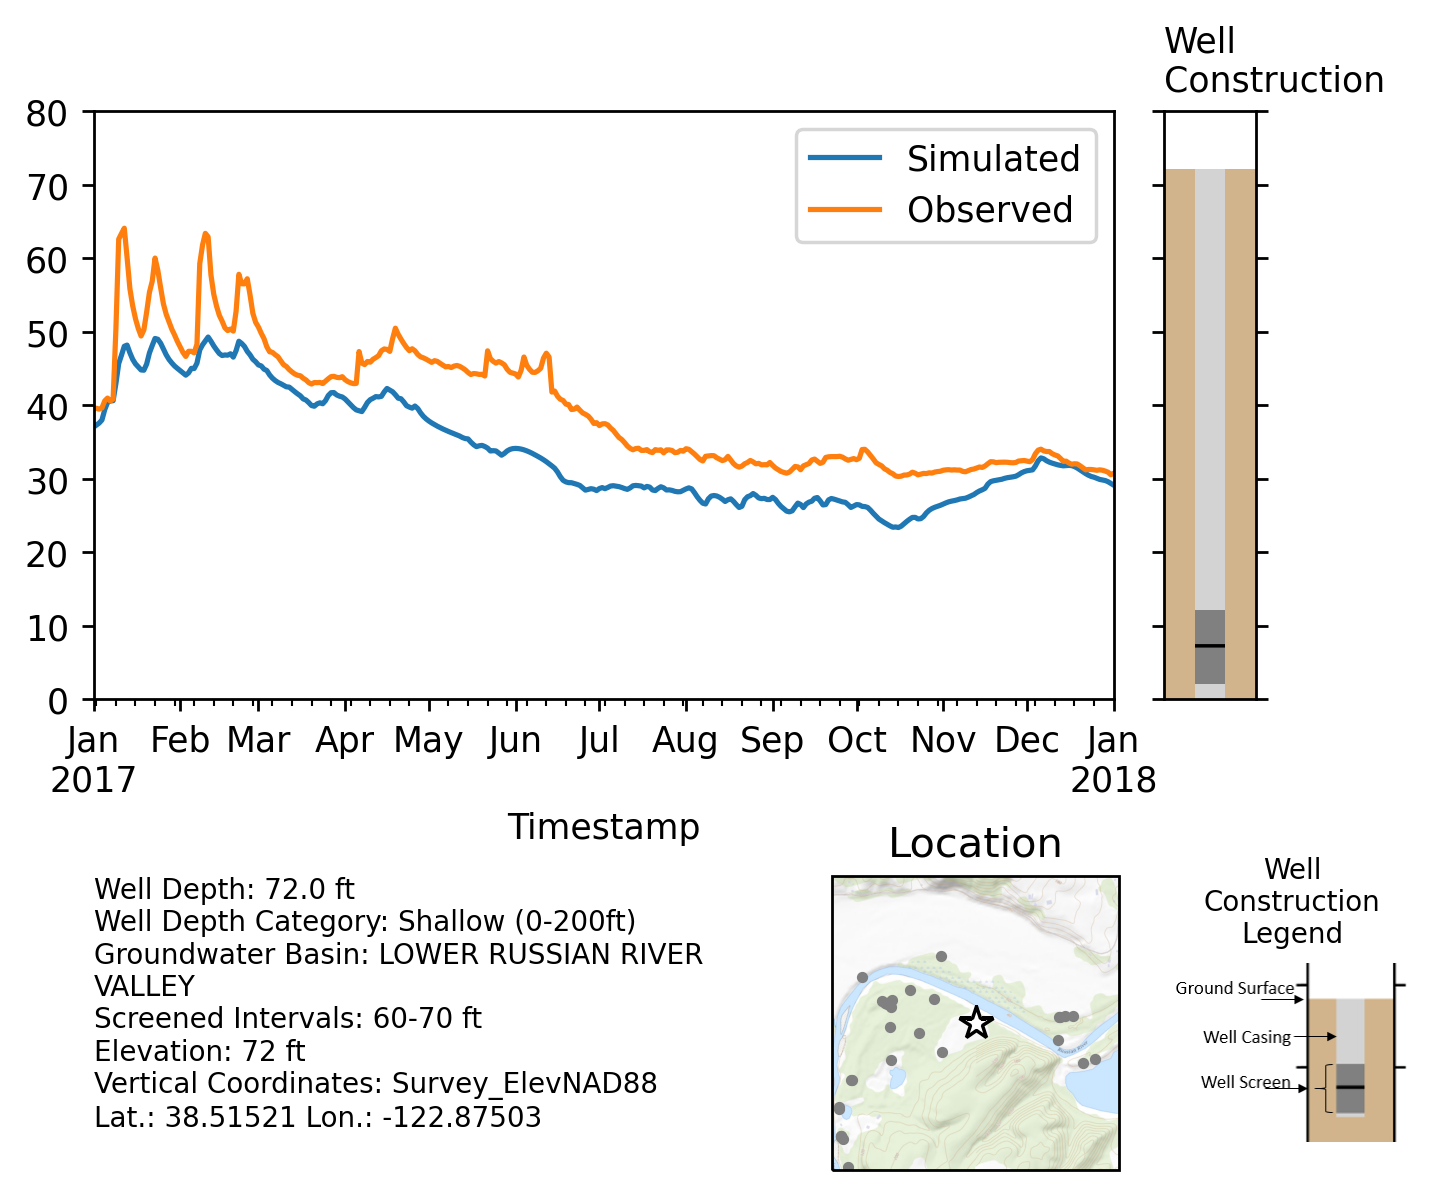 Well
Construction
80
70
60
50
40
30
20
10
0
Simulated
Observed
Jan Feb Mar Apr May Jun Jul Aug Sep Oct Nov Dec Jan
2017 2018
Timestamp
Well Depth: 72.0 ft
Well Depth Category: Shallow (0-200ft)
Groundwater Basin: LOWER RUSSIAN RIVER
VALLEY
Screened Intervals: 60-70 ft
Elevation: 72 ft
Vertical Coordinates: Survey_ElevNAD88
Lat.: 38.51521 Lon.: -122.87503
Location
Russian River
Well
Construction
Legend
Ground Surface
Well Casing
Well Screen